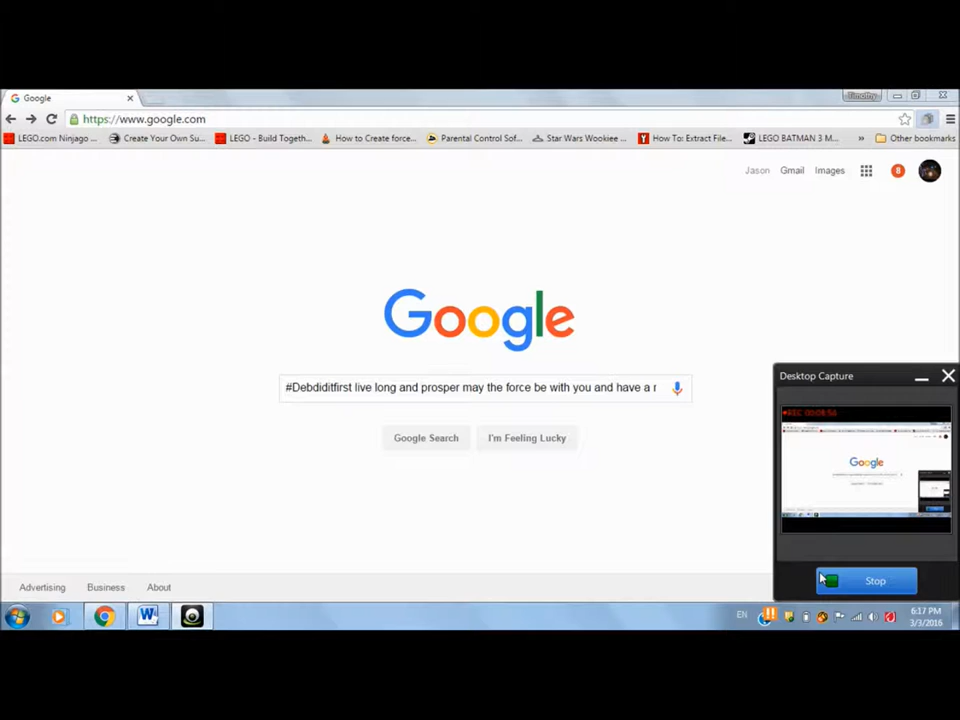 Google
Timothy
https://www.google.com
LEGO.com Ninjago ...
Create Your Own Su...
LEGO - Build Togeth...
How to Create force...
Parental Control Sof...
Star Wars Wookiee ...
How To: Extract File...
LEGO BATMAN 3 M...
»
Other bookmarks
Jason
Gmail
Images
8
Google
#Debdiditfirst live long and prosper may the force be with you and have a r
Google Search
I'm Feeling Lucky
Desktop Capture
Google
Stop
Advertising
Business
About
EN
6:17 PM
3/3/2016